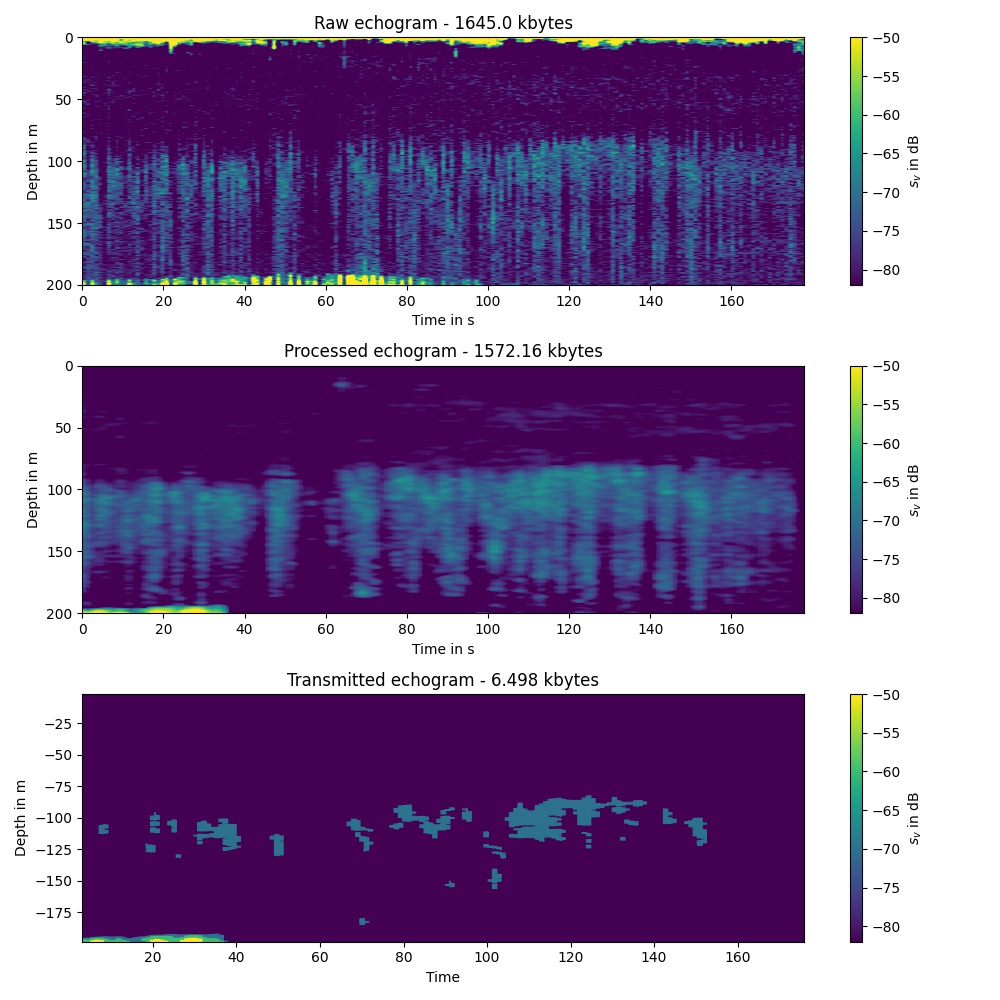 Raw echogram - 1645.0 kbytes
0
50
100
150
200
Depth in m
0 20 40 60 80 100 120 140 160
Time in s
−50
−55
−60
−65
−70
−75
−80
sv in dB
Processed echogram - 1572.16 kbytes
0
50
100
150
200
Depth in m
0 20 40 60 80 100 120 140 160
Time in s
−50
−55
−60
−65
−70
−75
−80
sv in dB
Transmitted echogram - 6.498 kbytes
−25
−50
−75
−100
−125
−150
−175
Depth in m
20 40 60 80 100 120 140 160
Time
−50
−55
−60
−65
−70
−75
−80
sv in dB